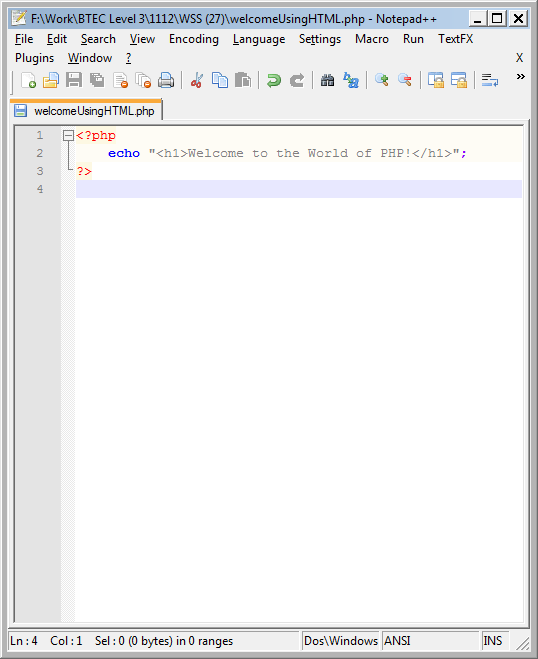 F:\Work\BTEC Level 3\1112\WSS (27)\welcomeUsingHTML.php - Notepad++
File Edit Search View Encoding Language Settings Macro Run TextFX
Plugins Window ? X
welcomeUsingHTML.php
1 <?php
2 echo "<h1>Welcome to the World of PHP!</h1>";
3 ?>
4
Ln : 4 Col : 1 Sel : 0 (0 bytes) in 0 ranges Dos\Windows ANSI INS